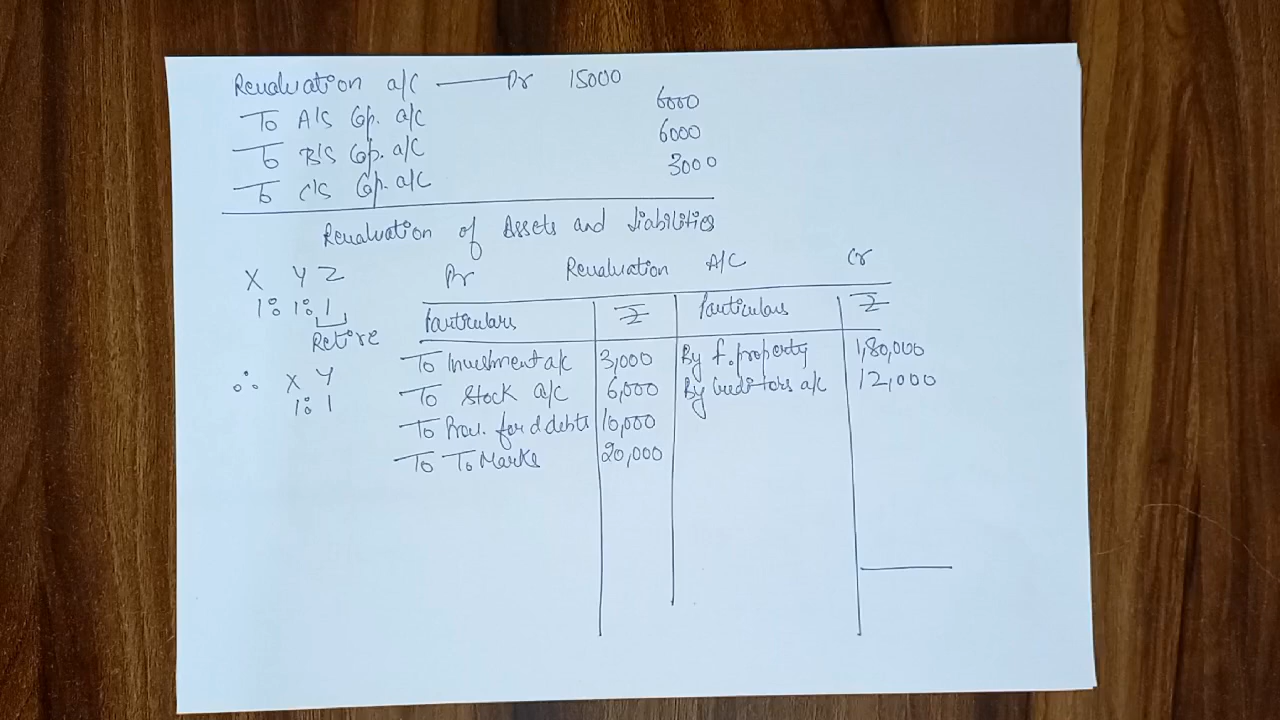 Revaluation a/c —— Dr 15000
To A's Cap. a/c 6000
To B's Cap. a/c 6000
To C's Cap. a/c 3000
Revaluation of Assets and liabilities
X Y Z
1: 1: 1
Retire
∴ X Y
1: 1
Dr Revaluation A/C Cr
Particulars ₹ Particulars ₹
To Investment a/c 3,000 By f. property 1,80,000
To Stock a/c 6,000 By Creditors a/c 12,000
To Prov. for d debts 10,000
To To Marks 20,000